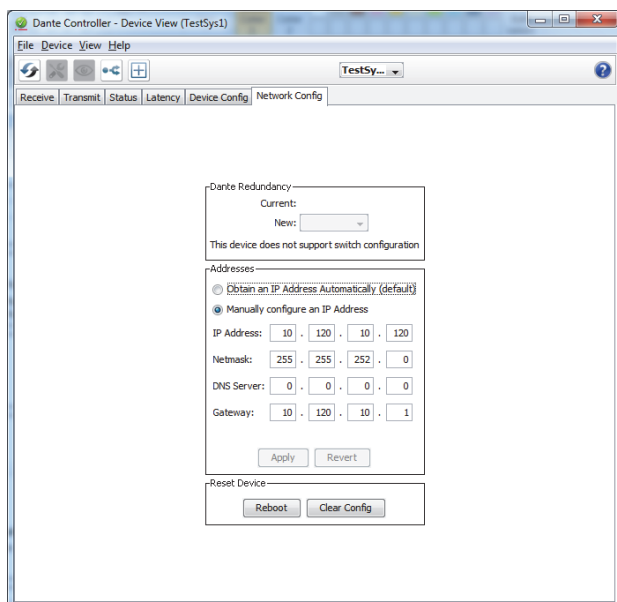 Dante Controller - Device View (TestSys1)
File Device View Help
TestSy...
Receive Transmit Status Latency Device Config Network Config
Dante Redundancy
Current:
New:
This device does not support switch configuration
Addresses
Obtain an IP Address Automatically (default)
Manually configure an IP Address
IP Address: 10 . 120 . 10 . 120
Netmask: 255 . 255 . 252 . 0
DNS Server: 0 . 0 . 0 . 0
Gateway: 10 . 120 . 10 . 1
Apply Revert
Reset Device
Reboot Clear Config